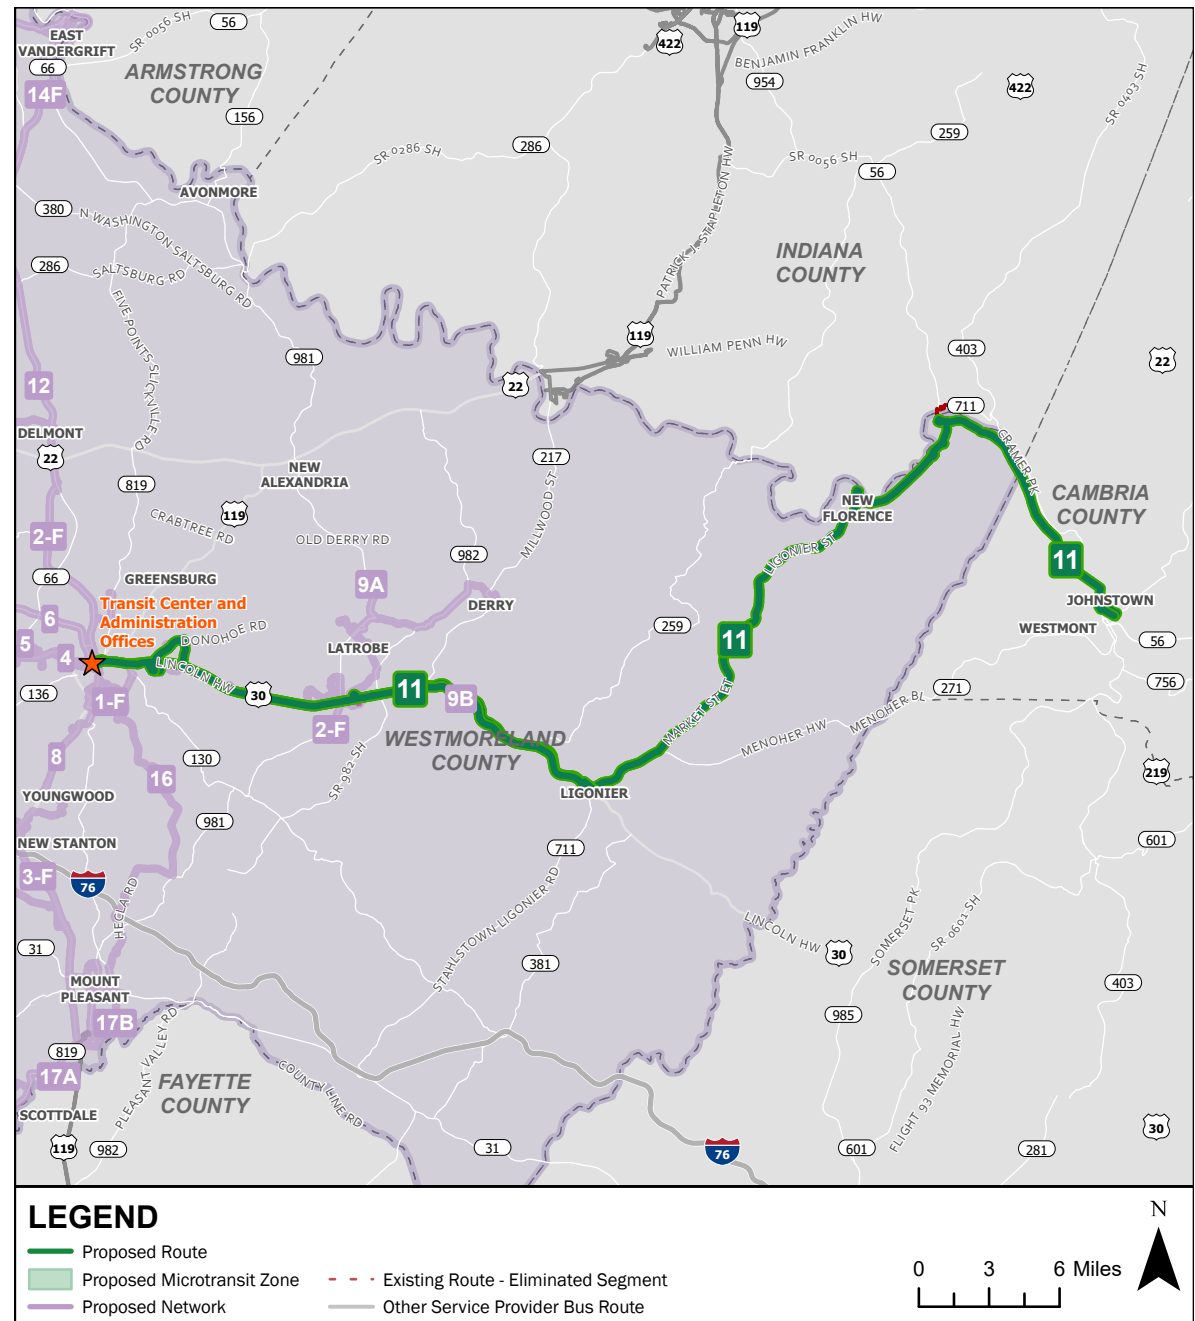 EAST
VANDERGRIFT
SR 0056 SH
56
66
14F
ARMSTRONG
COUNTY
156
422
119
BENJAMIN FRANKLIN HW
954
422
SR 0403 SH
259
SR 0286 SH
286
SR 0056 SH
56
AVONMORE
380
N WASHINGTON SALTSBURG RD
286
SALTSBURG RD
FIVE POINTS SLICKVILLE RD
PATRICK J. STAPLETON HW
INDIANA
COUNTY
981
119
WILLIAM PENN HW
403
22
22
12
711
DELMONT
22
CRAMER PK
217
NEW
ALEXANDRIA
819
CAMBRIA
COUNTY
NEW
FLORENCE
119
CRABTREE RD
OLD DERRY RD
MILLWOOD ST
2-F
982
LIGONIER ST
11
66
GREENSBURG
9A
DERRY
JOHNSTOWN
Transit Center and
Administration
Offices
6
DONOHOE RD
259
WESTMONT
56
5
4
LATROBE
11
LINCOLN HW
136
30
11
9B
1-F
2-F
MARKET ST ET
271
756
MENOHER BL
MENOHER HW
WESTMORELAND
COUNTY
8
130
SR 982 SH
16
219
YOUNGWOOD
LIGONIER
981
601
NEW STANTON
711
3-F
76
HECLA RD
STAHLSTOWN LIGONIER RD
LINCOLN HW
30
SOMERSET PK
SR 0601 SH
31
381
SOMERSET
COUNTY
403
MOUNT
PLEASANT
17B
985
819
PLEASANT VALLEY RD
17A
FAYETTE
COUNTY
COUNTY LINE RD
FLIGHT 93 MEMORIAL HW
SCOTTDALE
30
119
982
31
76
601
281
LEGEND
Proposed Route
Proposed Microtransit Zone
Proposed Network
Existing Route - Eliminated Segment
Other Service Provider Bus Route
0 3 6 Miles
N